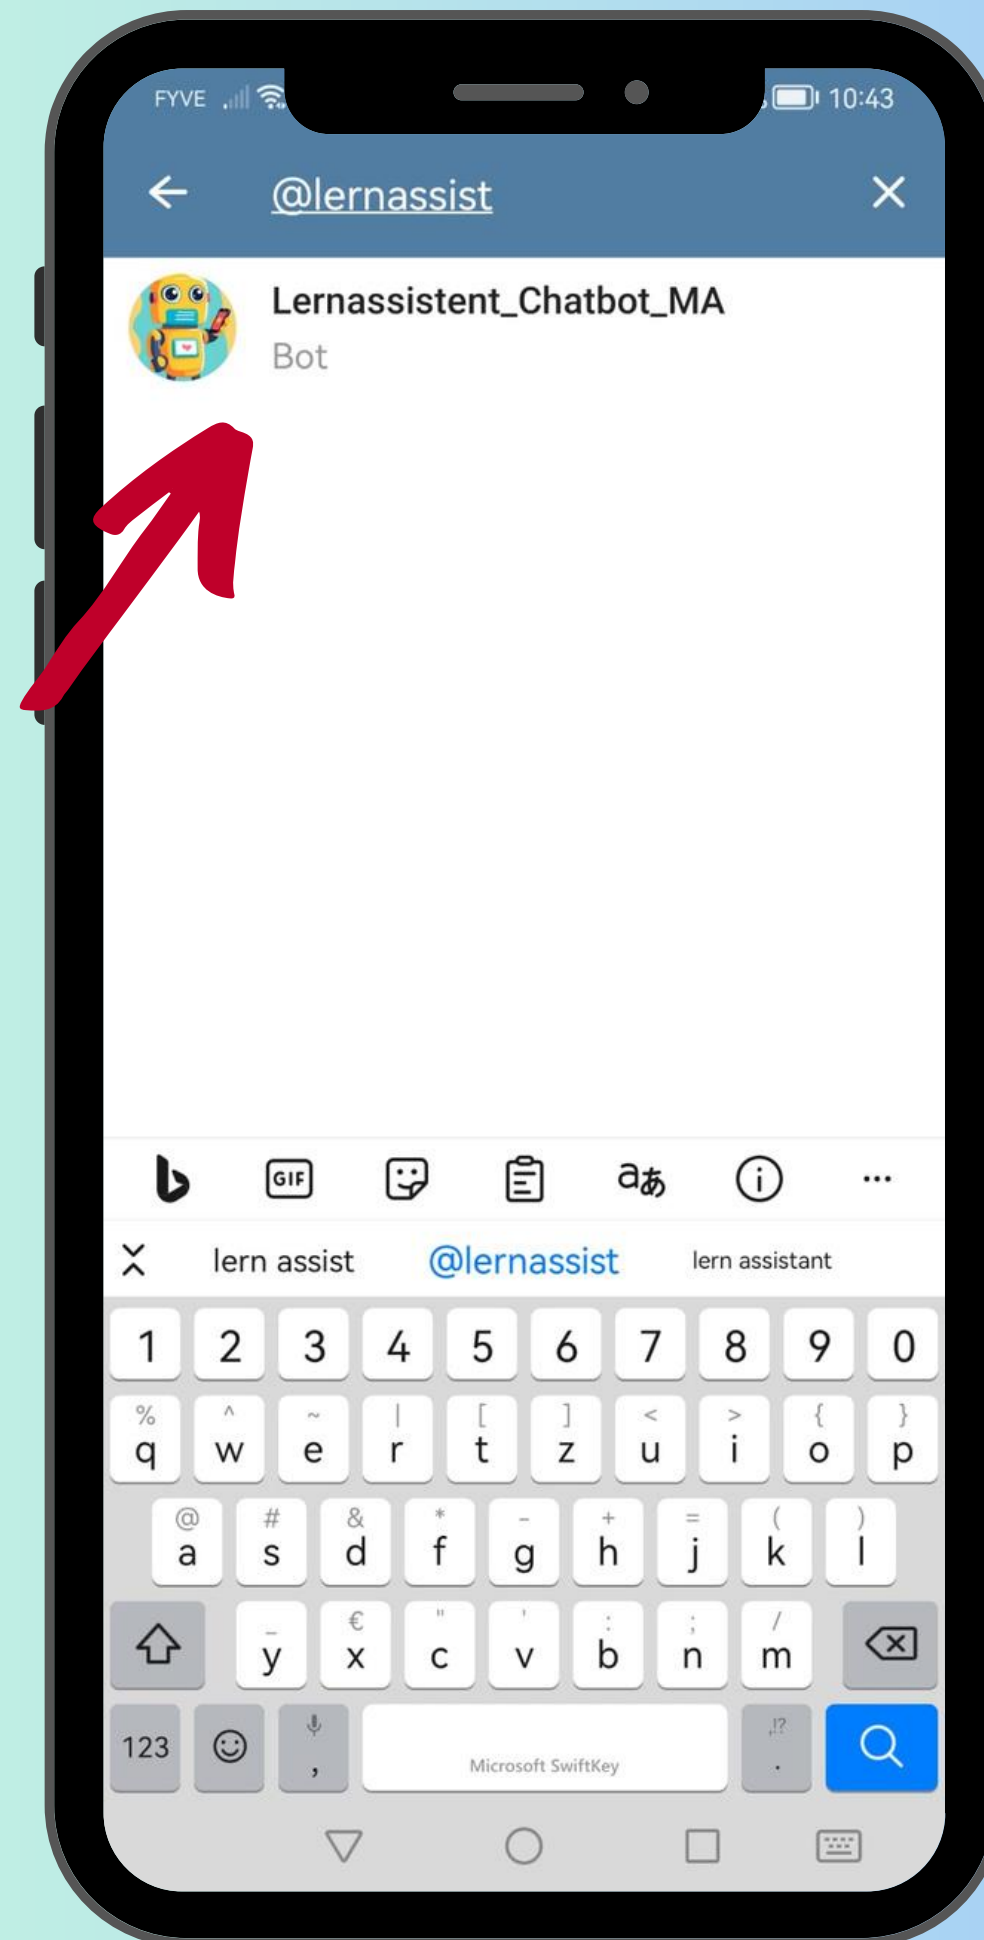 FYVE 10:43
@lernassist
Lernassistent_Chatbot_MA
Bot
GIF aあ i ...
lern assist @lernassist lern assistant
1 2 3 4 5 6 7 8 9 0
% ^ ~ | [ ] < > { }
q w e r t z u i o p
@ # & * - + = ( )
a s d f g h j k l
_ € " ' : ; /
y x c v b n m
123 , Microsoft SwiftKey ,!? .